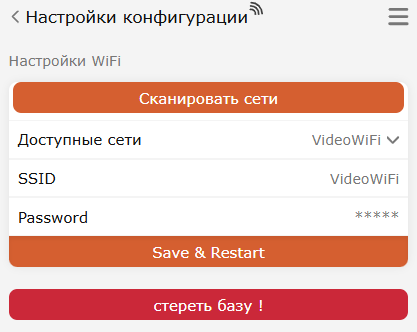 Настройки конфигурации
Настройки WiFi
Сканировать сети
Доступные сети VideoWiFi
SSID VideoWiFi
Password *****
Save & Restart
стереть базу !